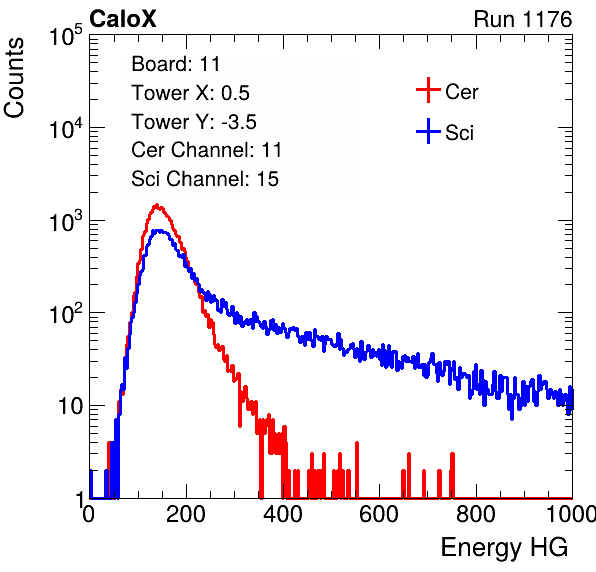 CaloX Run 1176
Counts
10^5
10^4
10^3
10^2
10
1
Board: 11
Tower X: 0.5
Tower Y: -3.5
Cer Channel: 11
Sci Channel: 15
Cer
Sci
0 200 400 600 800 1000
Energy HG